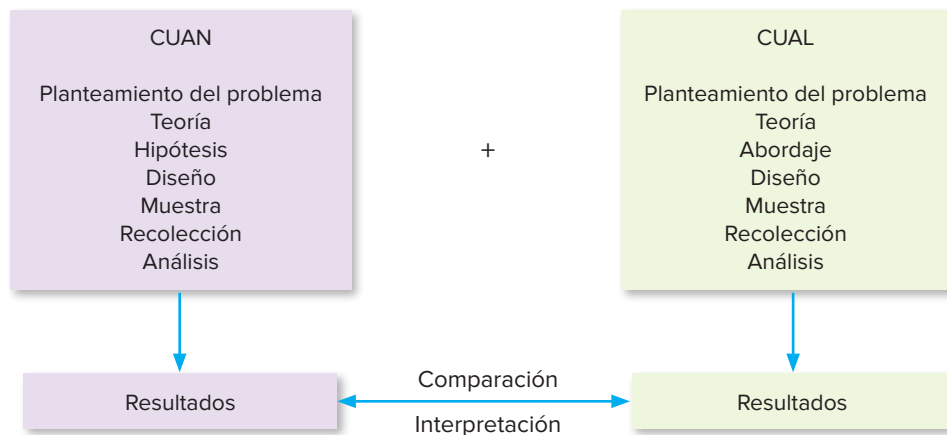 CUAN
Planteamiento del problema
Teoría
Hipótesis
Diseño
Muestra
Recolección
Análisis
+
CUAL
Planteamiento del problema
Teoría
Abordaje
Diseño
Muestra
Recolección
Análisis
Resultados
Comparación
Interpretación
Resultados